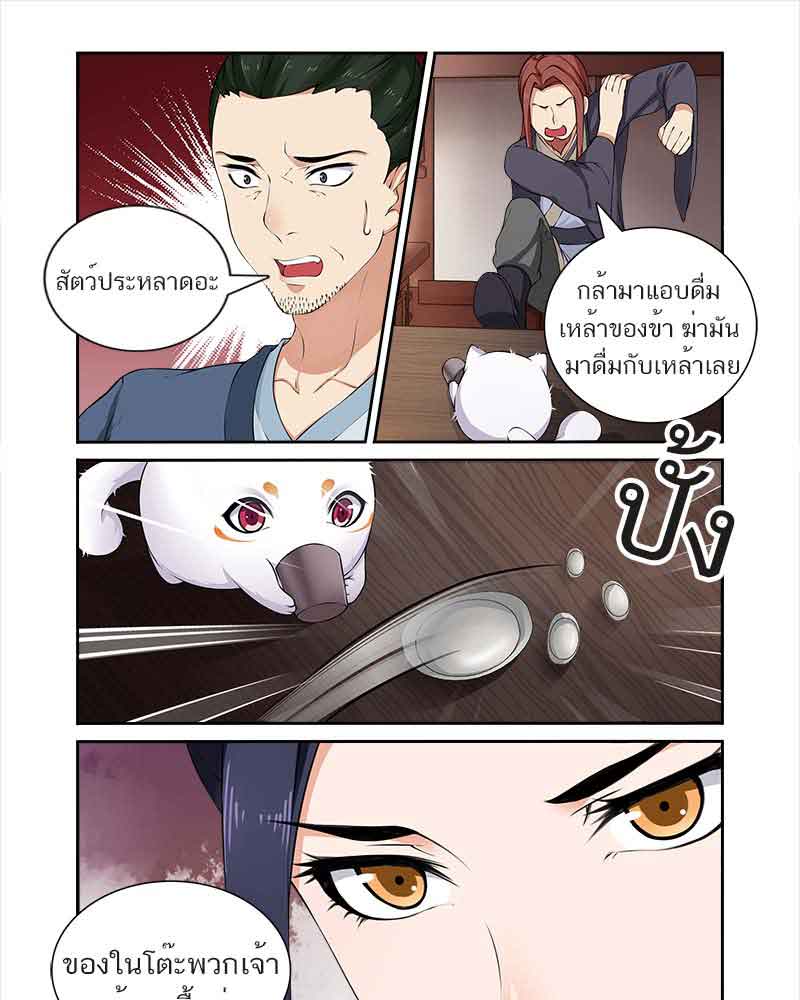 สัตว์ประหลาดอะ
กล้ามาแอบดื่ม
เหล้าของข้า ฆ่ามัน
มาดื่มกับเหล้าเลย
ปั้ง
ของในโต๊ะพวกเจ้า